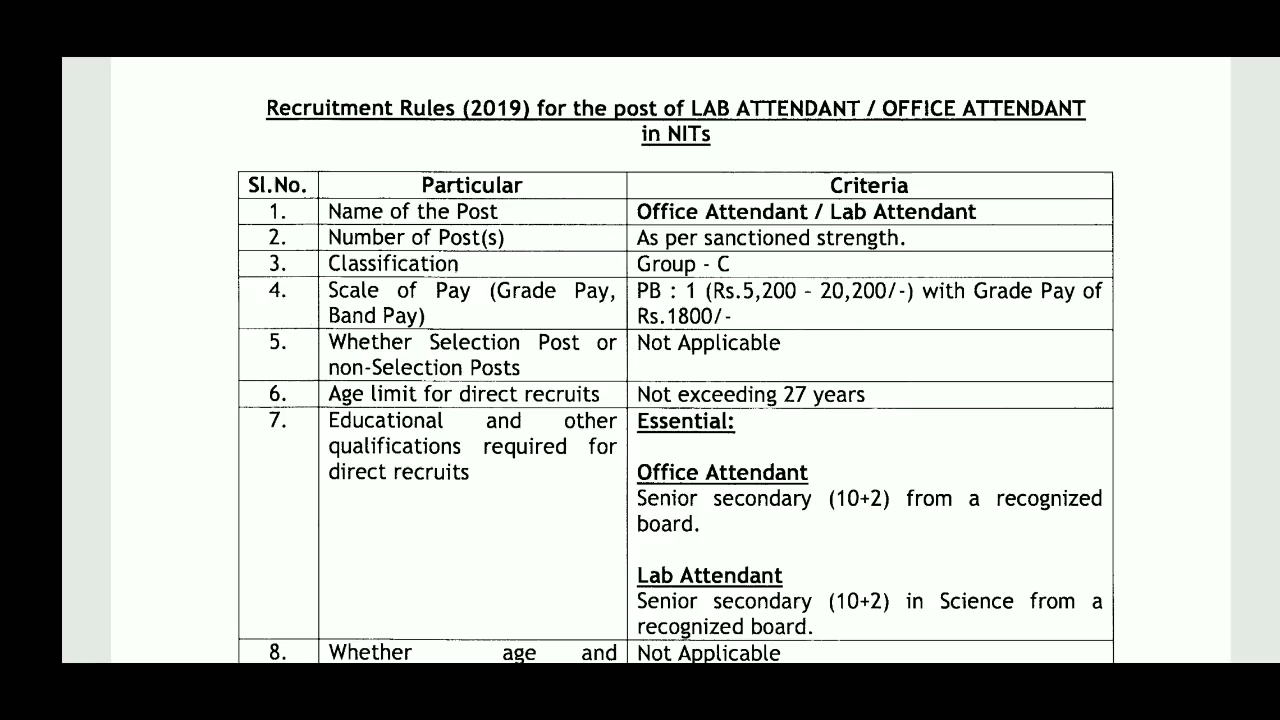 Recruitment Rules (2019) for the post of LAB ATTENDANT / OFFICE ATTENDANT
in NITs
Sl.No. Particular Criteria
1. Name of the Post Office Attendant / Lab Attendant
2. Number of Post(s) As per sanctioned strength.
3. Classification Group - C
4. Scale of Pay (Grade Pay, PB : 1 (Rs.5,200 - 20,200/-) with Grade Pay of
Band Pay) Rs.1800/-
5. Whether Selection Post or Not Applicable
non-Selection Posts
6. Age limit for direct recruits Not exceeding 27 years
7. Educational and other Essential:
qualifications required for
direct recruits Office Attendant
Senior secondary (10+2) from a recognized
board.
Lab Attendant
Senior secondary (10+2) in Science from a
recognized board.
8. Whether age and Not Applicable